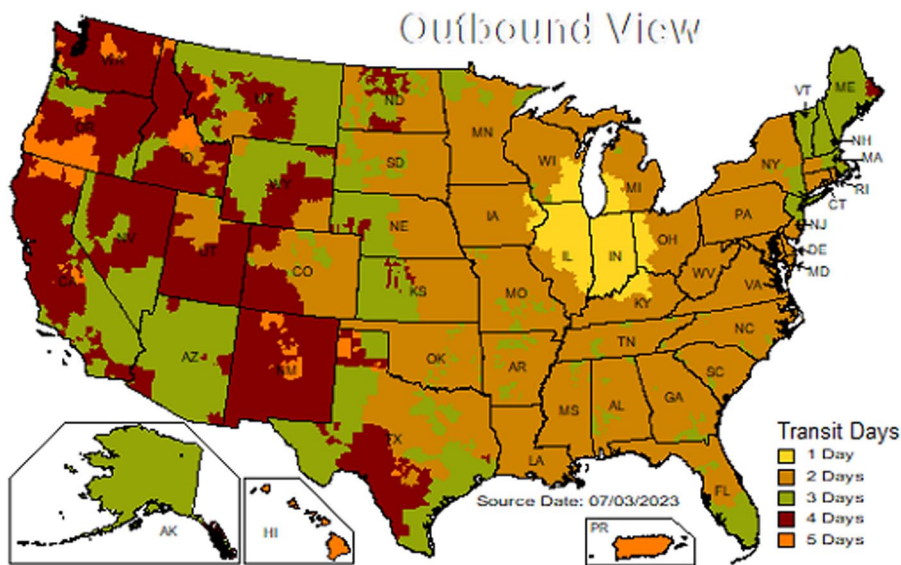 Outbound View
WA
MT
ND
MN
VT
ME
OR
ID
WY
SD
WI
MI
NY
NH
MA
RI
CT
NV
UT
CO
NE
IA
IL
IN
OH
PA
NJ
DE
MD
CA
KS
MO
KY
WV
VA
AZ
NM
OK
AR
TN
NC
SC
TX
LA
MS
AL
GA
FL
AK
HI
PR
Source Date: 07/03/2023
Transit Days
1 Day
2 Days
3 Days
4 Days
5 Days